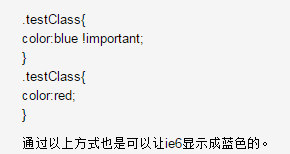 .testClass{
color:blue !important;
}
.testClass{
color:red;
}
通过以上方式也是可以让ie6显示成蓝色的。